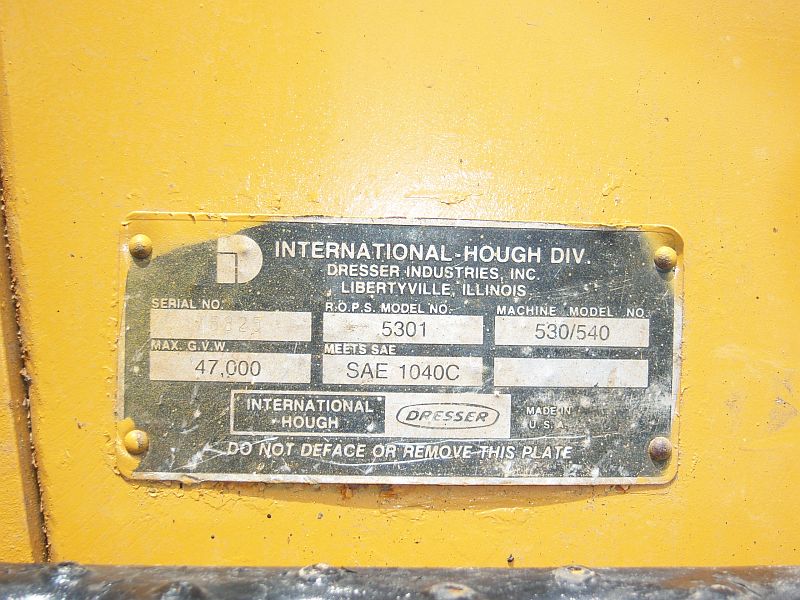 INTERNATIONAL-HOUGH DIV.
DRESSER INDUSTRIES, INC.
LIBERTYVILLE, ILLINOIS
SERIAL NO. R.O.P.S. MODEL NO. MACHINE MODEL NO.
5301 530/540
MAX. G.V.W. MEETS SAE
47,000 SAE 1040C
INTERNATIONAL
HOUGH
DRESSER
MADE IN
U.S.A.
DO NOT DEFACE OR REMOVE THIS PLATE